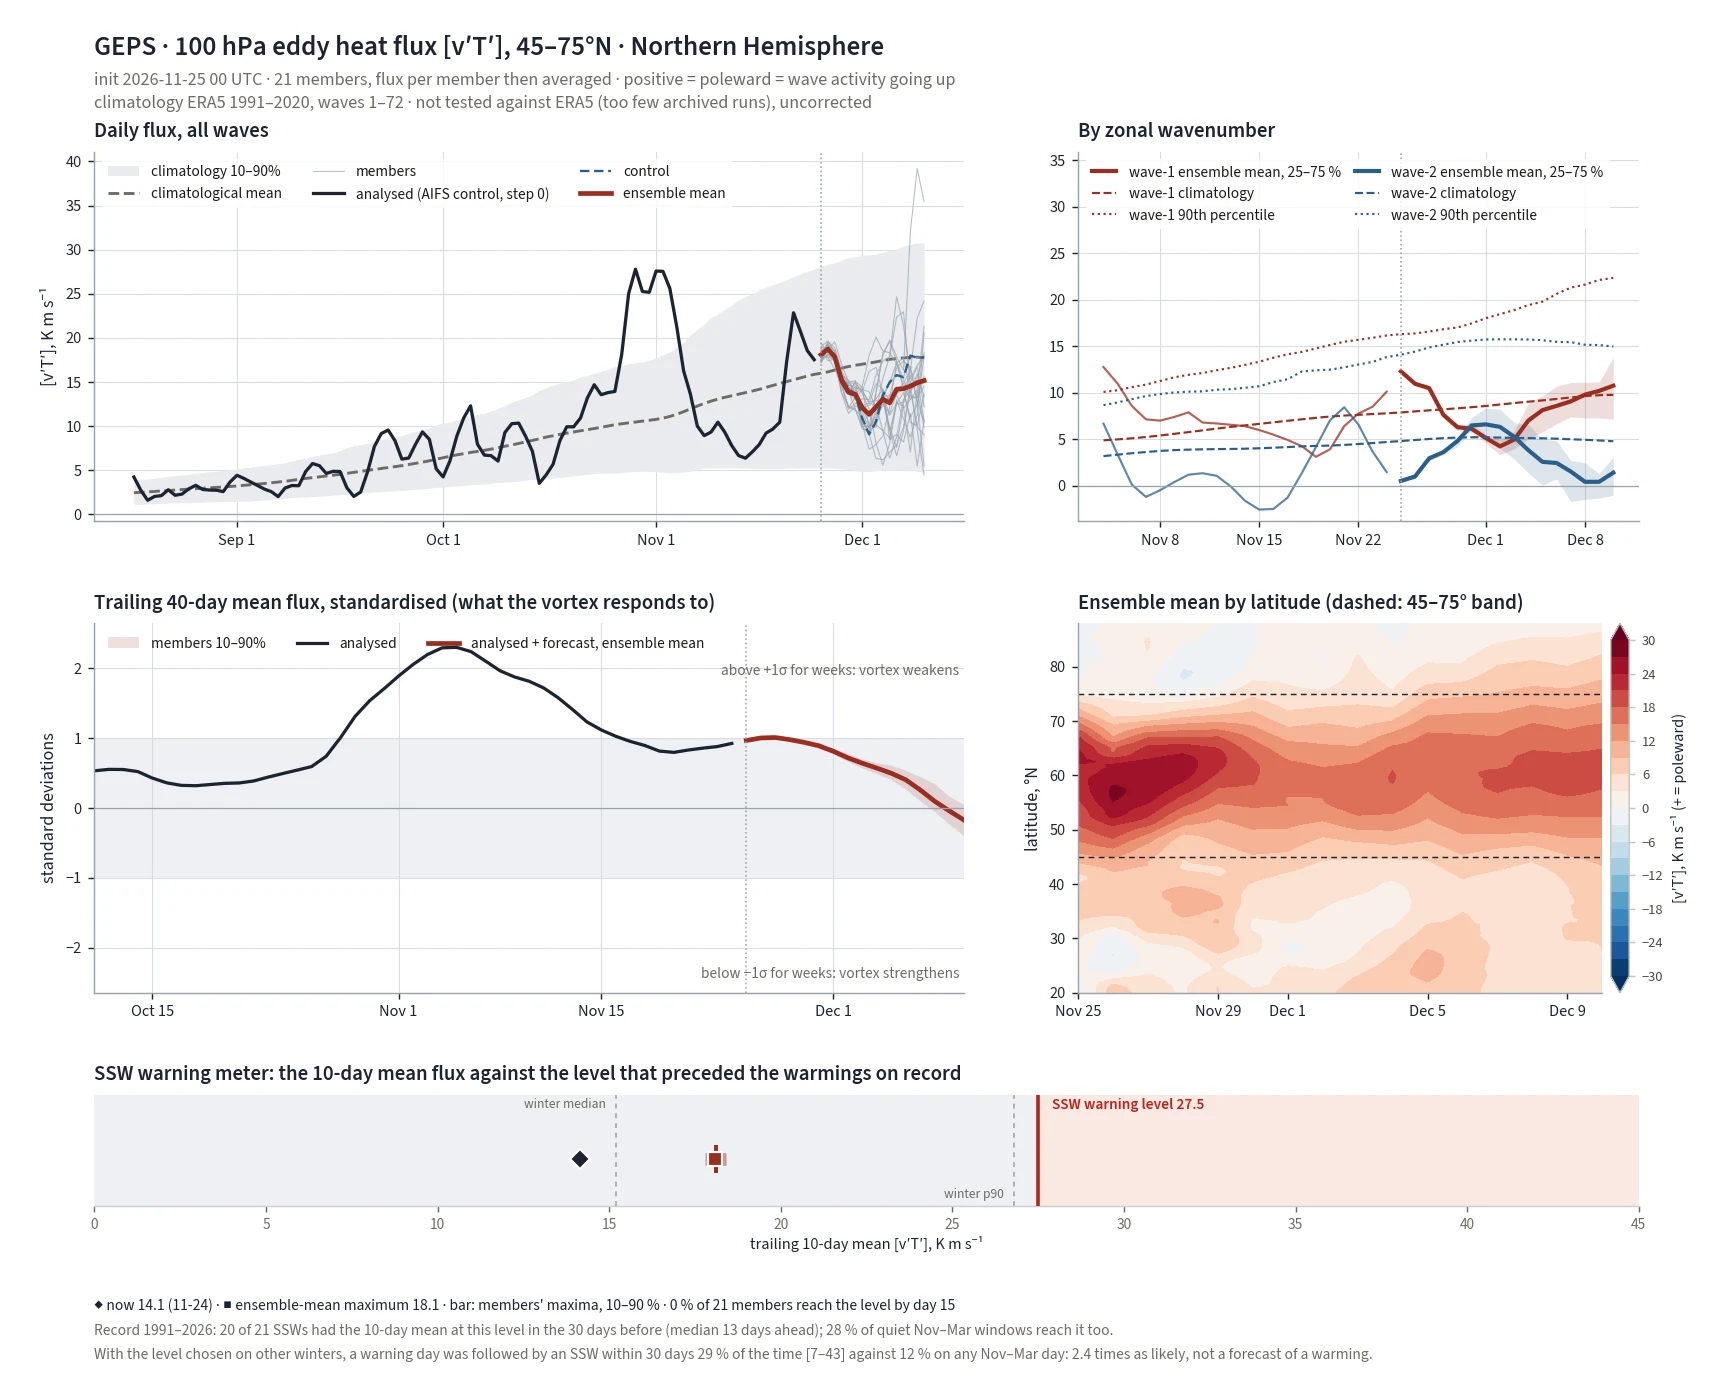 GEPS · 100 hPa eddy heat flux [v′T′], 45–75°N · Northern Hemisphere
init 2026-11-25 00 UTC · 21 members, flux per member then averaged · positive = poleward = wave activity going up
climatology ERA5 1991–2020, waves 1–72 · not tested against ERA5 (too few archived runs), uncorrected
Daily flux, all waves
climatology 10–90%
members
control
climatological mean
analysed (AIFS control, step 0)
ensemble mean
[v′T′], K m s⁻¹
40
35
30
25
20
15
10
5
0
Sep 1
Oct 1
Nov 1
Dec 1
By zonal wavenumber
wave-1 ensemble mean, 25–75 %
wave-2 ensemble mean, 25–75 %
wave-1 climatology
wave-2 climatology
wave-1 90th percentile
wave-2 90th percentile
35
30
25
20
15
10
5
0
Nov 8
Nov 15
Nov 22
Dec 1
Dec 8
Trailing 40-day mean flux, standardised (what the vortex responds to)
members 10–90%
analysed
analysed + forecast, ensemble mean
above +1σ for weeks: vortex weakens
below −1σ for weeks: vortex strengthens
standard deviations
2
1
0
−1
−2
Oct 15
Nov 1
Nov 15
Dec 1
Ensemble mean by latitude (dashed: 45–75° band)
latitude, °N
80
70
60
50
40
30
20
Nov 25
Nov 29
Dec 1
Dec 5
Dec 9
30
24
18
12
6
0
−6
−12
−18
−24
−30
[v′T′], K m s⁻¹ (+ = poleward)
SSW warning meter: the 10-day mean flux against the level that preceded the warmings on record
winter median
SSW warning level 27.5
winter p90
0
5
10
15
20
25
30
35
40
45
trailing 10-day mean [v′T′], K m s⁻¹
◆ now 14.1 (11-24) · ■ ensemble-mean maximum 18.1 · bar: members' maxima, 10–90 % · 0 % of 21 members reach the level by day 15
Record 1991–2026: 20 of 21 SSWs had the 10-day mean at this level in the 30 days before (median 13 days ahead); 28 % of quiet Nov–Mar windows reach it too.
With the level chosen on other winters, a warning day was followed by an SSW within 30 days 29 % of the time [7–43] against 12 % on any Nov–Mar day: 2.4 times as likely, not a forecast of a warming.